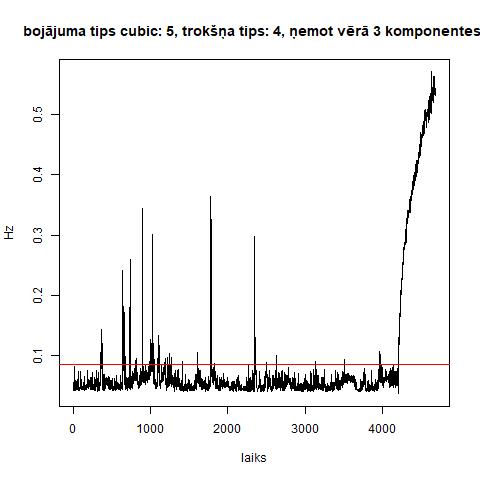 bojājuma tips cubic: 5, trokšņa tips: 4, ņemot vērā 3 komponentes
Hz
0.5
0.4
0.3
0.2
0.1
0 1000 2000 3000 4000
laiks